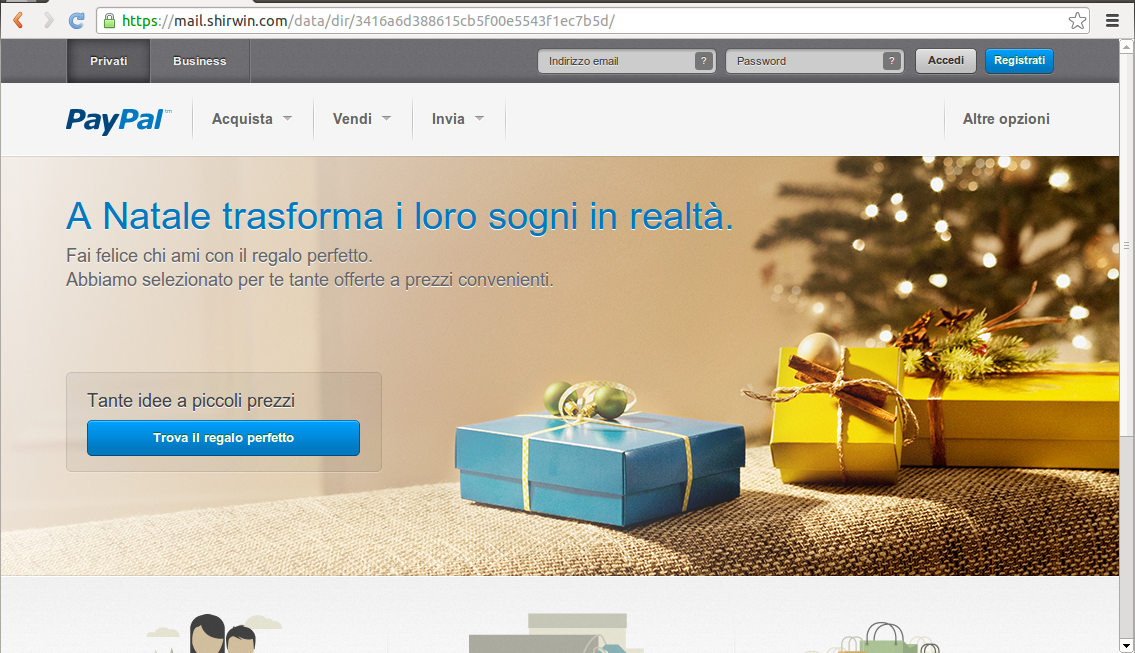 https://mail.shirwin.com/data/dir/3416a6d388615cb5f00e5543f1ec7b5d/
Privati Business Indirizzo email ? Password ? Accedi Registrati
PayPal™ Acquista Vendi Invia Altre opzioni
A Natale trasforma i loro sogni in realtà.
Fai felice chi ami con il regalo perfetto.
Abbiamo selezionato per te tante offerte a prezzi convenienti.
Tante idee a piccoli prezzi
Trova il regalo perfetto